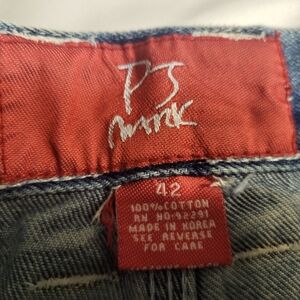 PJ
MARK
42
100% COTTON
RN NO-92291
MADE IN KOREA
SEE REVERSE
FOR CARE